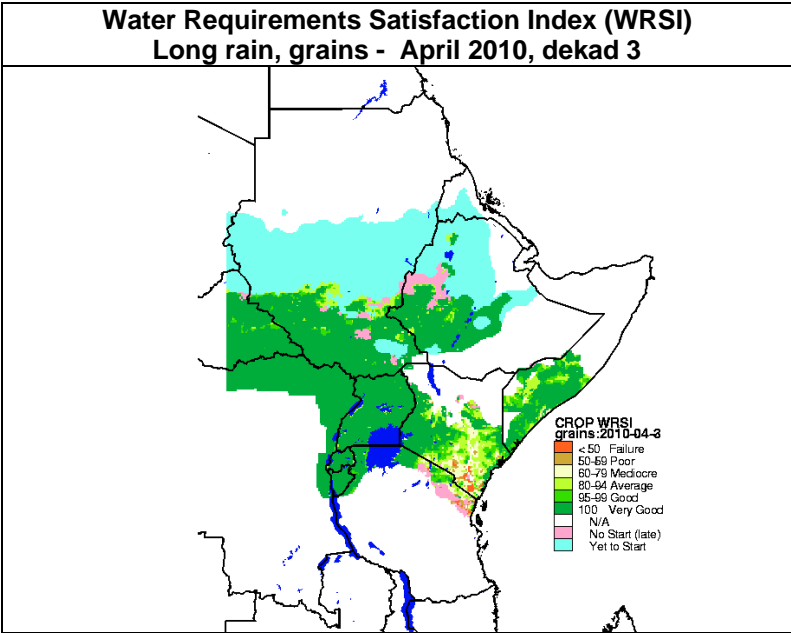 Water Requirements Satisfaction Index (WRSI)
Long rain, grains - April 2010, dekad 3
CROP WRSI
grains:2010-04-3
<50 Failure
50-59 Poor
60-79 Mediocre
80-94 Average
95-99 Good
100 Very Good
N/A
No Start (late)
Yet to Start